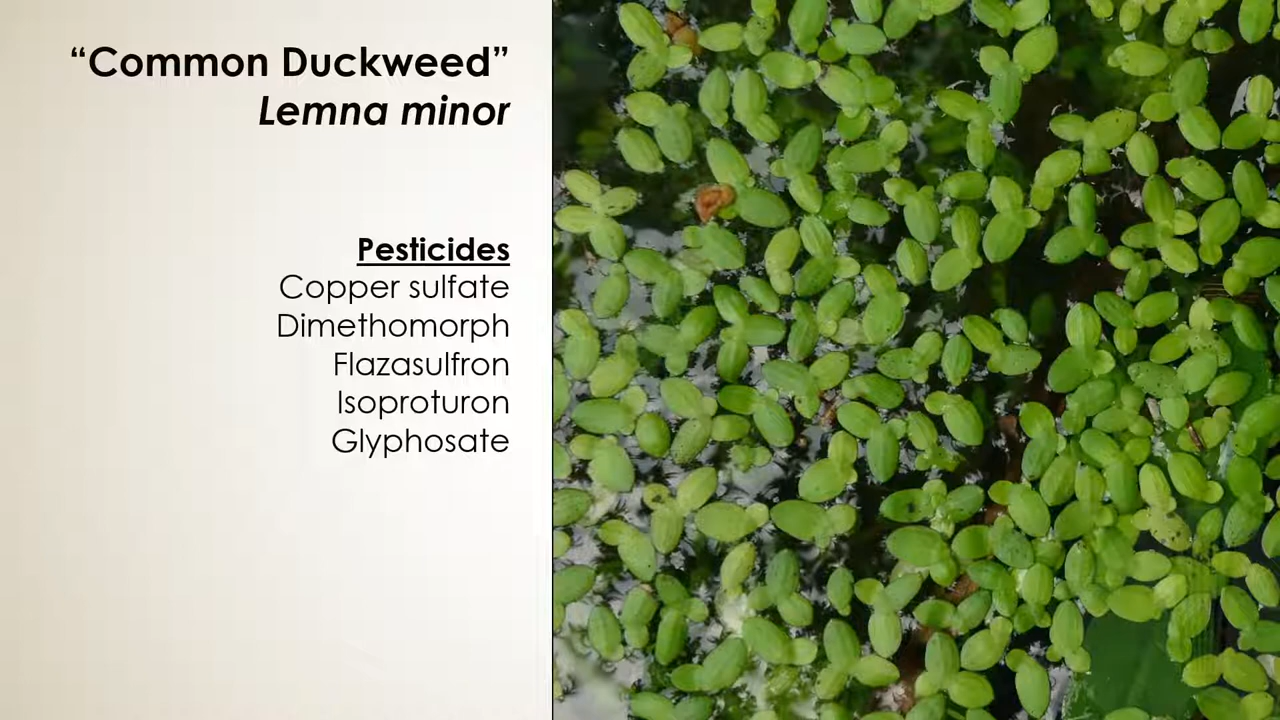 “Common Duckweed”
Lemna minor
Pesticides
Copper sulfate
Dimethomorph
Flazasulfron
Isoproturon
Glyphosate